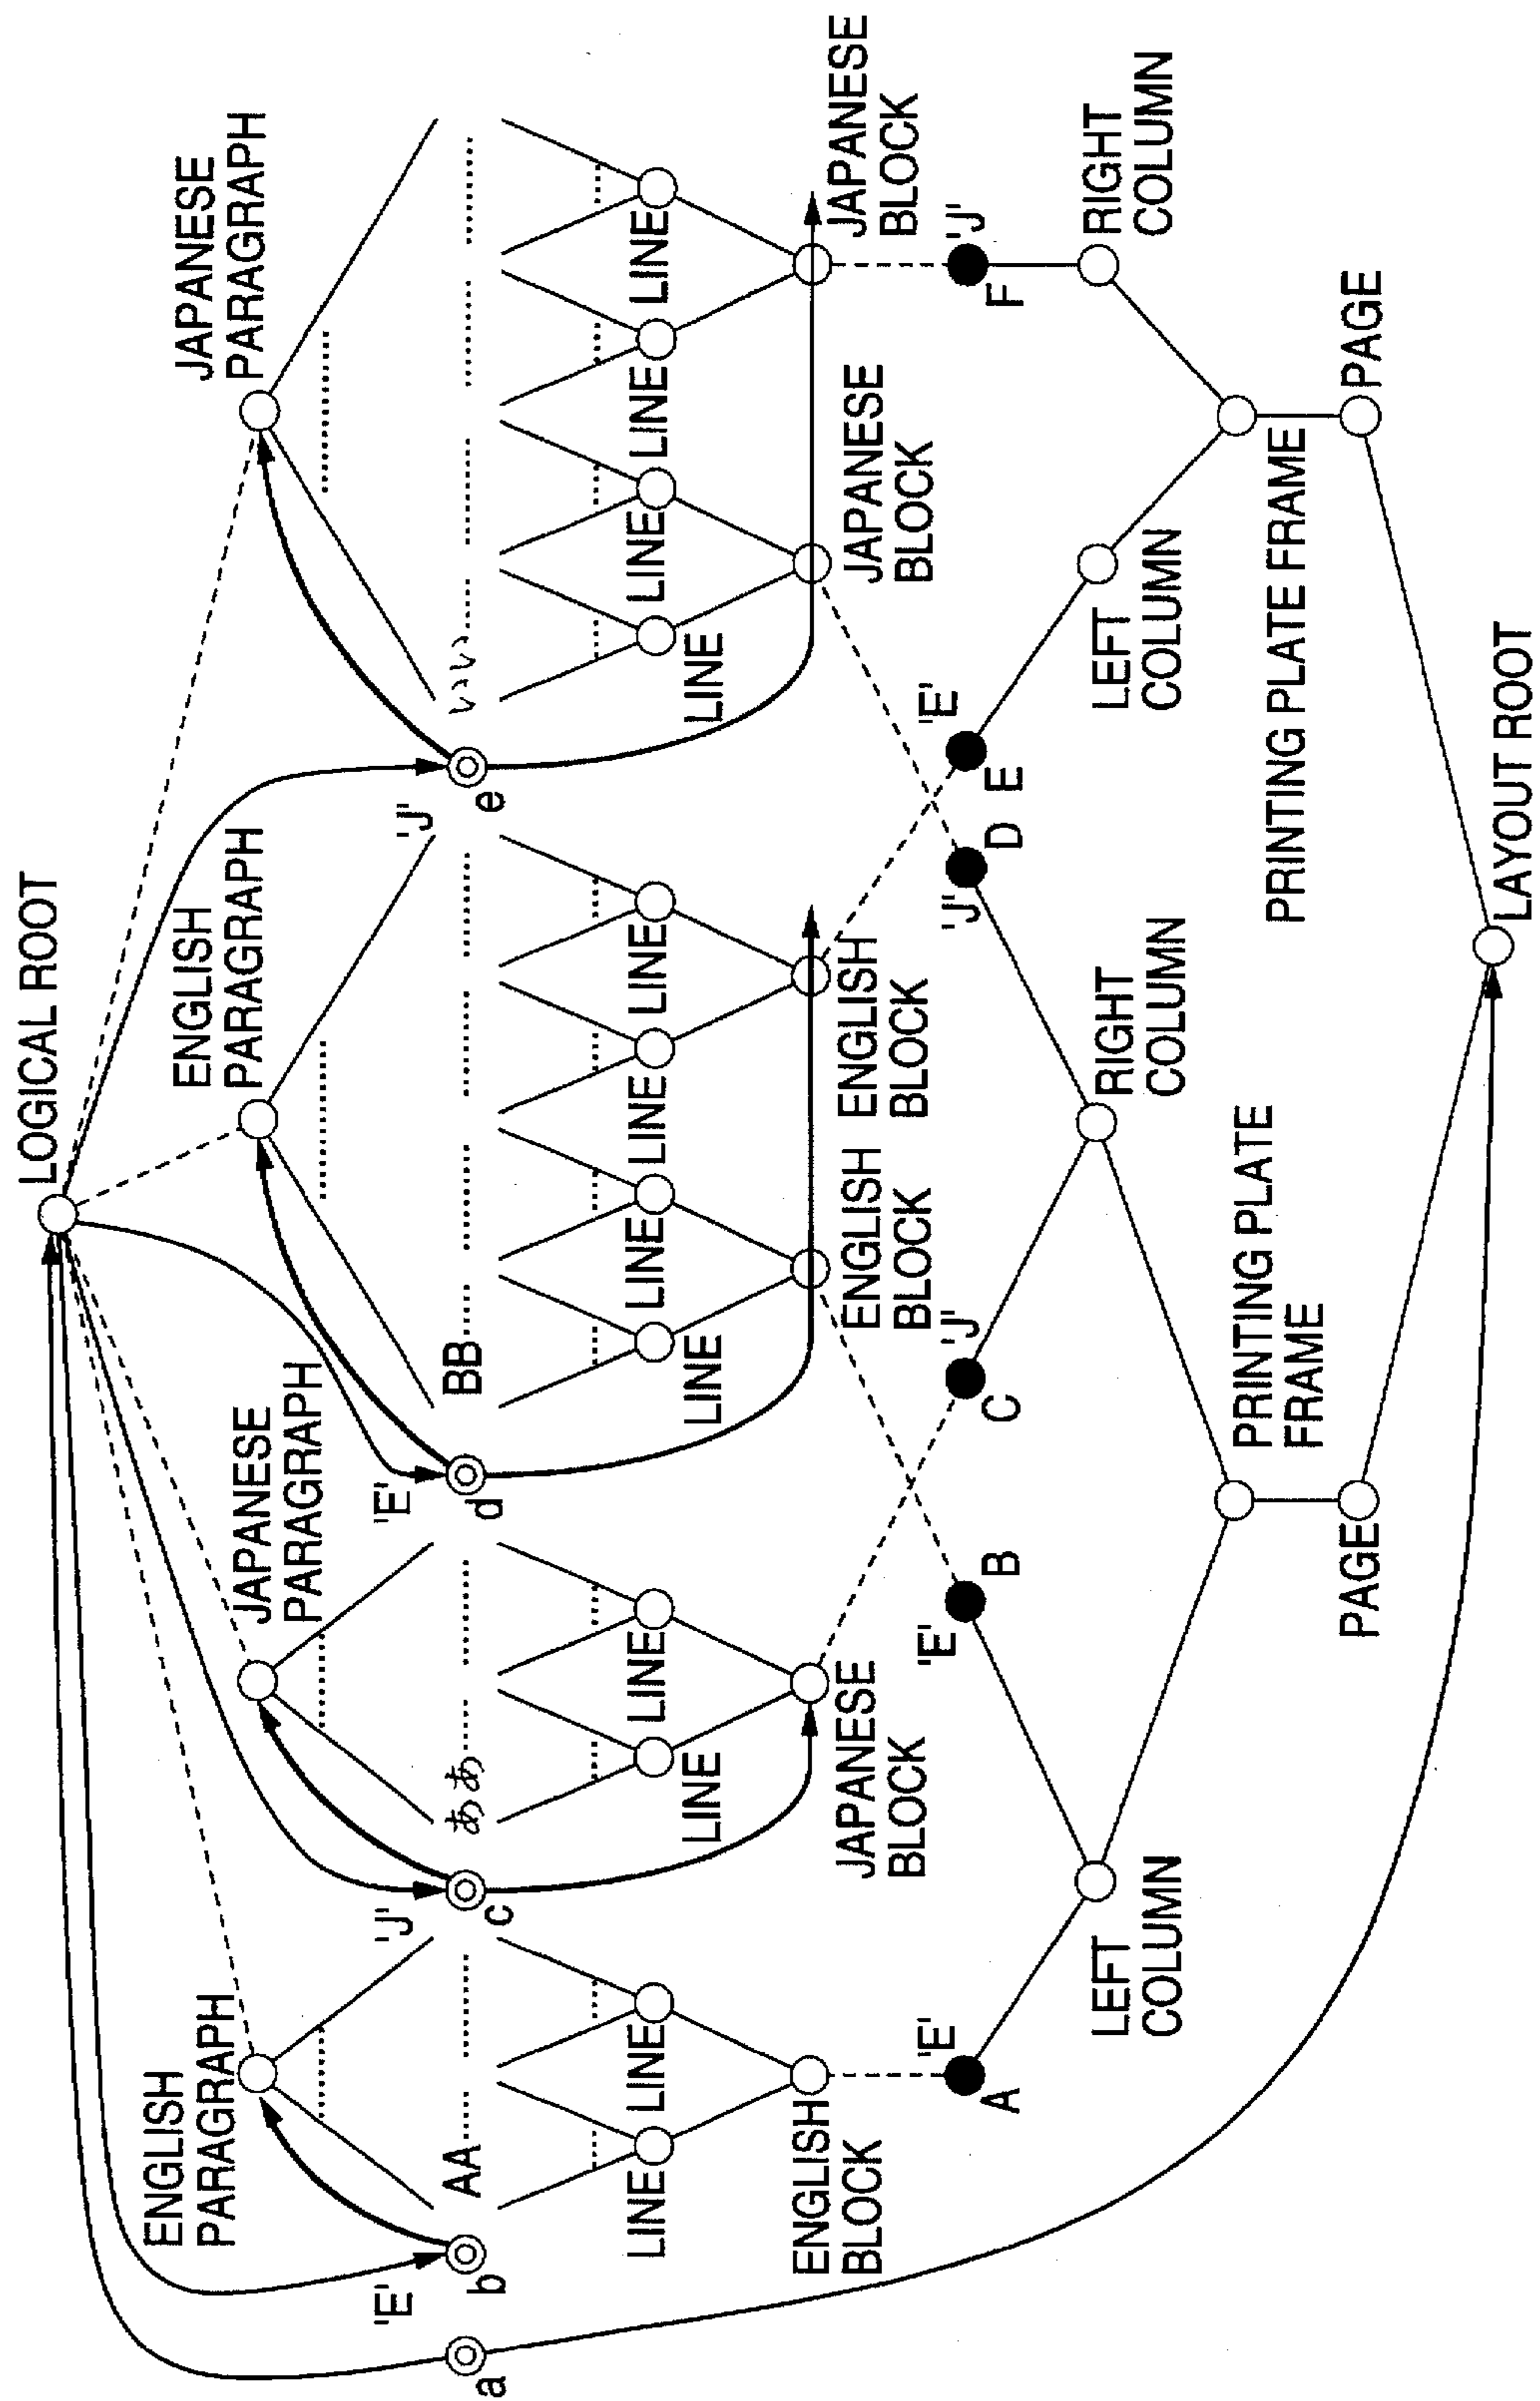 LOGICAL ROOT
ENGLISH
PARAGRAPH
JAPANESE
PARAGRAPH
ENGLISH
PARAGRAPH
JAPANESE
PARAGRAPH
a
'E'
b
AA
'J'
c
ああ
'E'
d
BB
'J'
e
いい
LINE
LINE
LINE
LINE
LINE
LINE
LINE
LINE
LINE
LINE
LINE
LINE
ENGLISH
BLOCK
JAPANESE
BLOCK
ENGLISH
BLOCK
ENGLISH
BLOCK
JAPANESE
BLOCK
JAPANESE
BLOCK
'E'
A
'E'
B
'J'
C
'J'
D
'E'
E
'J'
F
LEFT
COLUMN
RIGHT
COLUMN
LEFT
COLUMN
RIGHT
COLUMN
PRINTING PLATE
FRAME
PRINTING PLATE FRAME
PAGE
PAGE
LAYOUT ROOT